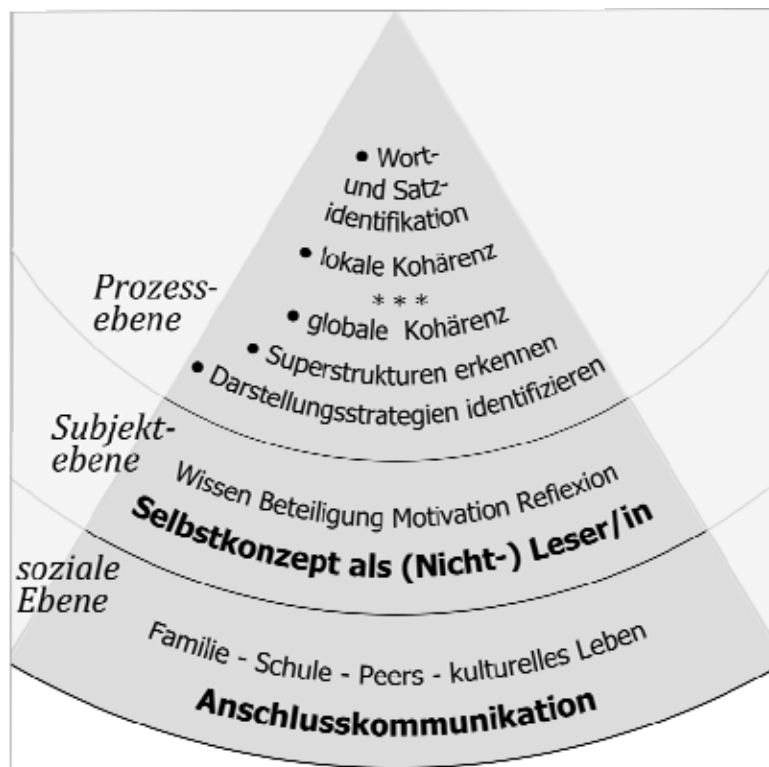 • Wort-
und Satz-
identifikation
• lokale Kohärenz
* * *
• globale Kohärenz
• Superstrukturen erkennen
• Darstellungsstrategien identifizieren
Prozess-
ebene
Subjekt-
ebene
Wissen Beteiligung Motivation Reflexion
Selbstkonzept als (Nicht-) Leser/in
soziale
Ebene
Familie - Schule - Peers - kulturelles Leben
Anschlusskommunikation